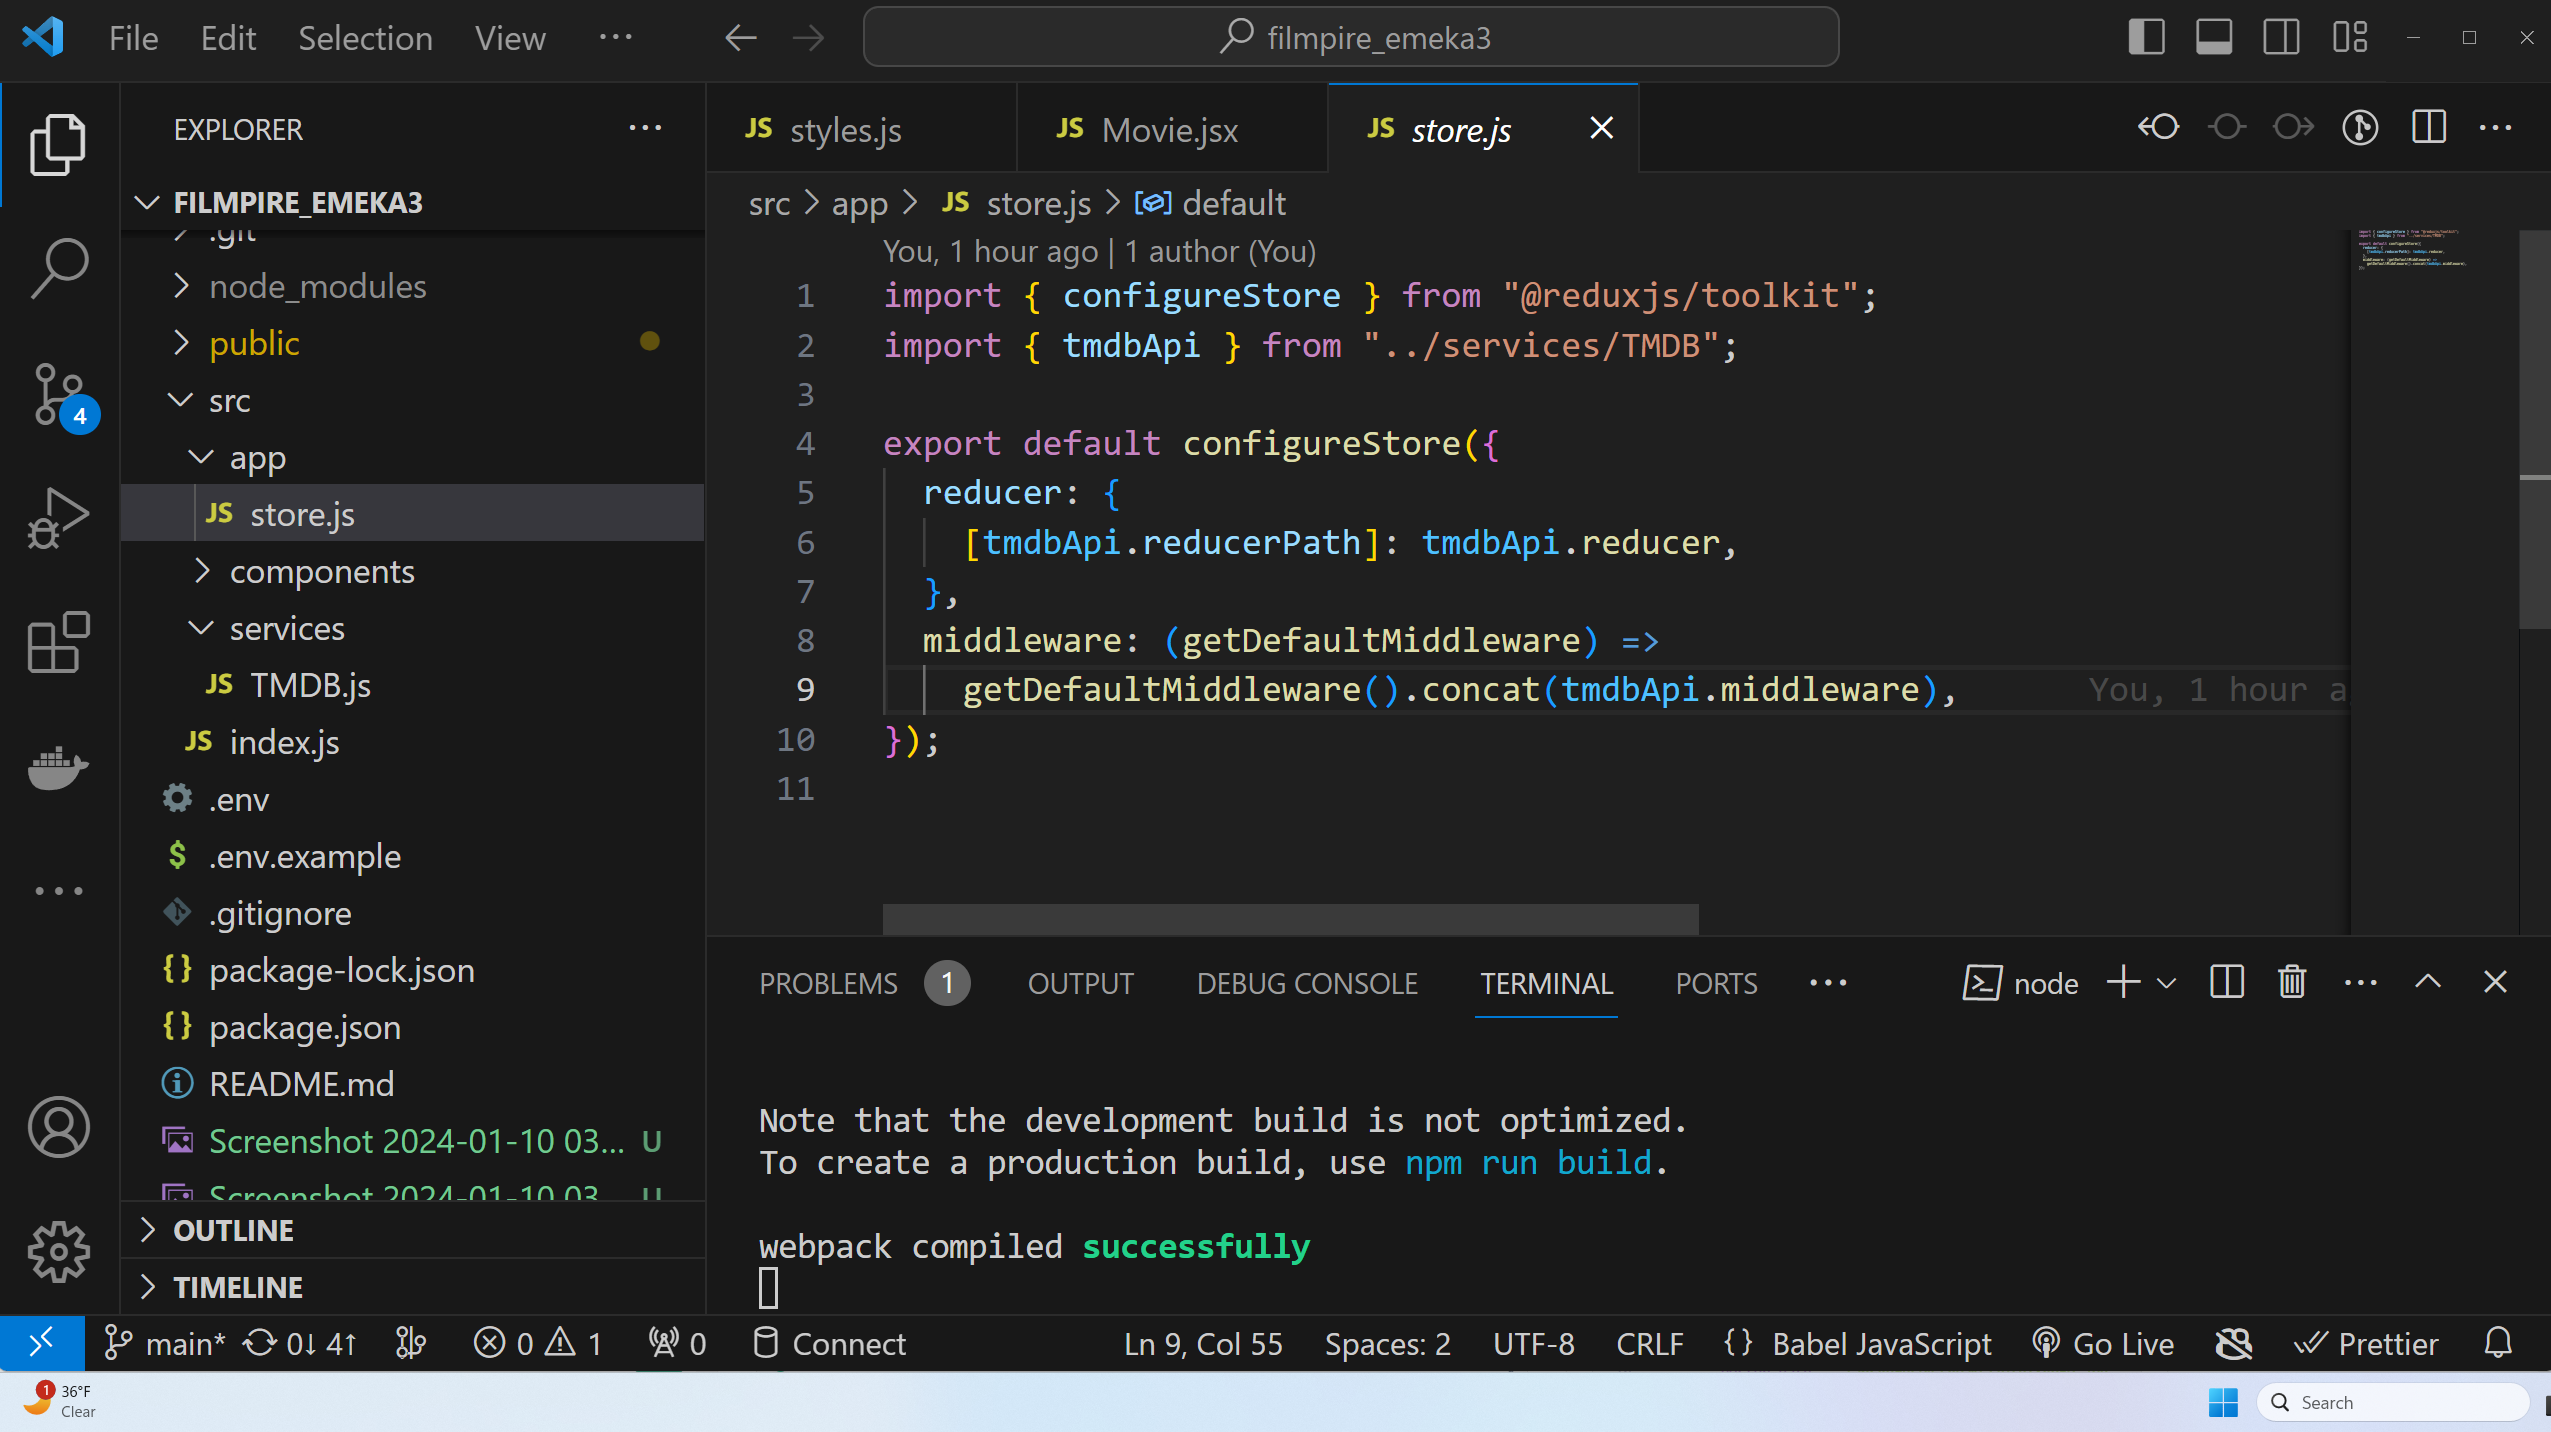 File Edit Selection View ··· filmpire_emeka3
EXPLORER ···
FILMPIRE_EMEKA3
.git
node_modules
public
src
app
JS store.js
components
services
JS TMDB.js
JS index.js
.env
$ .env.example
.gitignore
{} package-lock.json
{} package.json
README.md
Screenshot 2024-01-10 03... U
Screenshot 2024-01-10 03... U
OUTLINE
TIMELINE
4
JS styles.js JS Movie.jsx JS store.js
src > app > JS store.js > default
You, 1 hour ago | 1 author (You)
1 import { configureStore } from "@reduxjs/toolkit";
2 import { tmdbApi } from "../services/TMDB";
3
4 export default configureStore({
5 reducer: {
6 [tmdbApi.reducerPath]: tmdbApi.reducer,
7 },
8 middleware: (getDefaultMiddleware) =>
9 getDefaultMiddleware().concat(tmdbApi.middleware), You, 1 hour a
10 });
11
PROBLEMS 1 OUTPUT DEBUG CONSOLE TERMINAL PORTS ··· node
Note that the development build is not optimized.
To create a production build, use npm run build.
webpack compiled successfully
main* 0↓ 4↑ 0 1 0 Connect Ln 9, Col 55 Spaces: 2 UTF-8 CRLF {} Babel JavaScript Go Live Prettier
1 36°F
Clear
Search